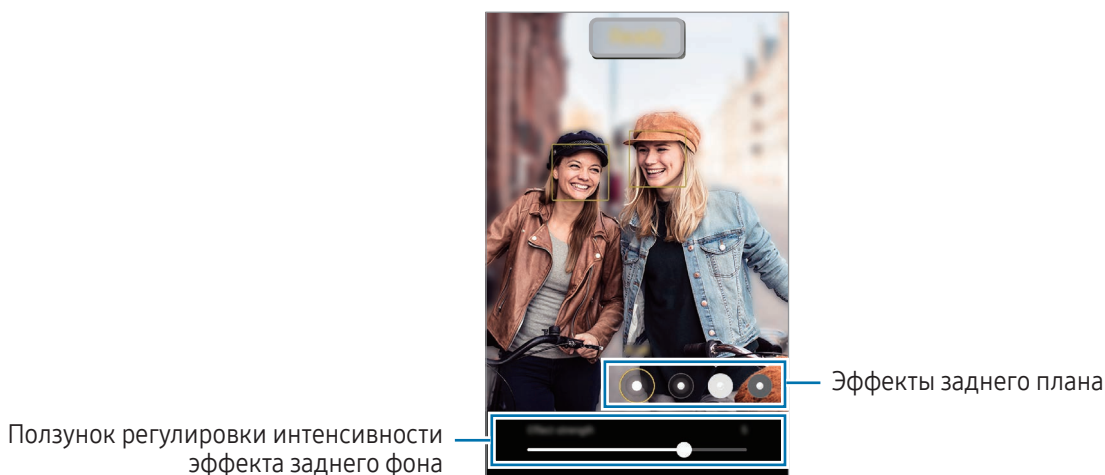 Эффекты заднего плана
Ползунок регулировки интенсивности
эффекта заднего фона